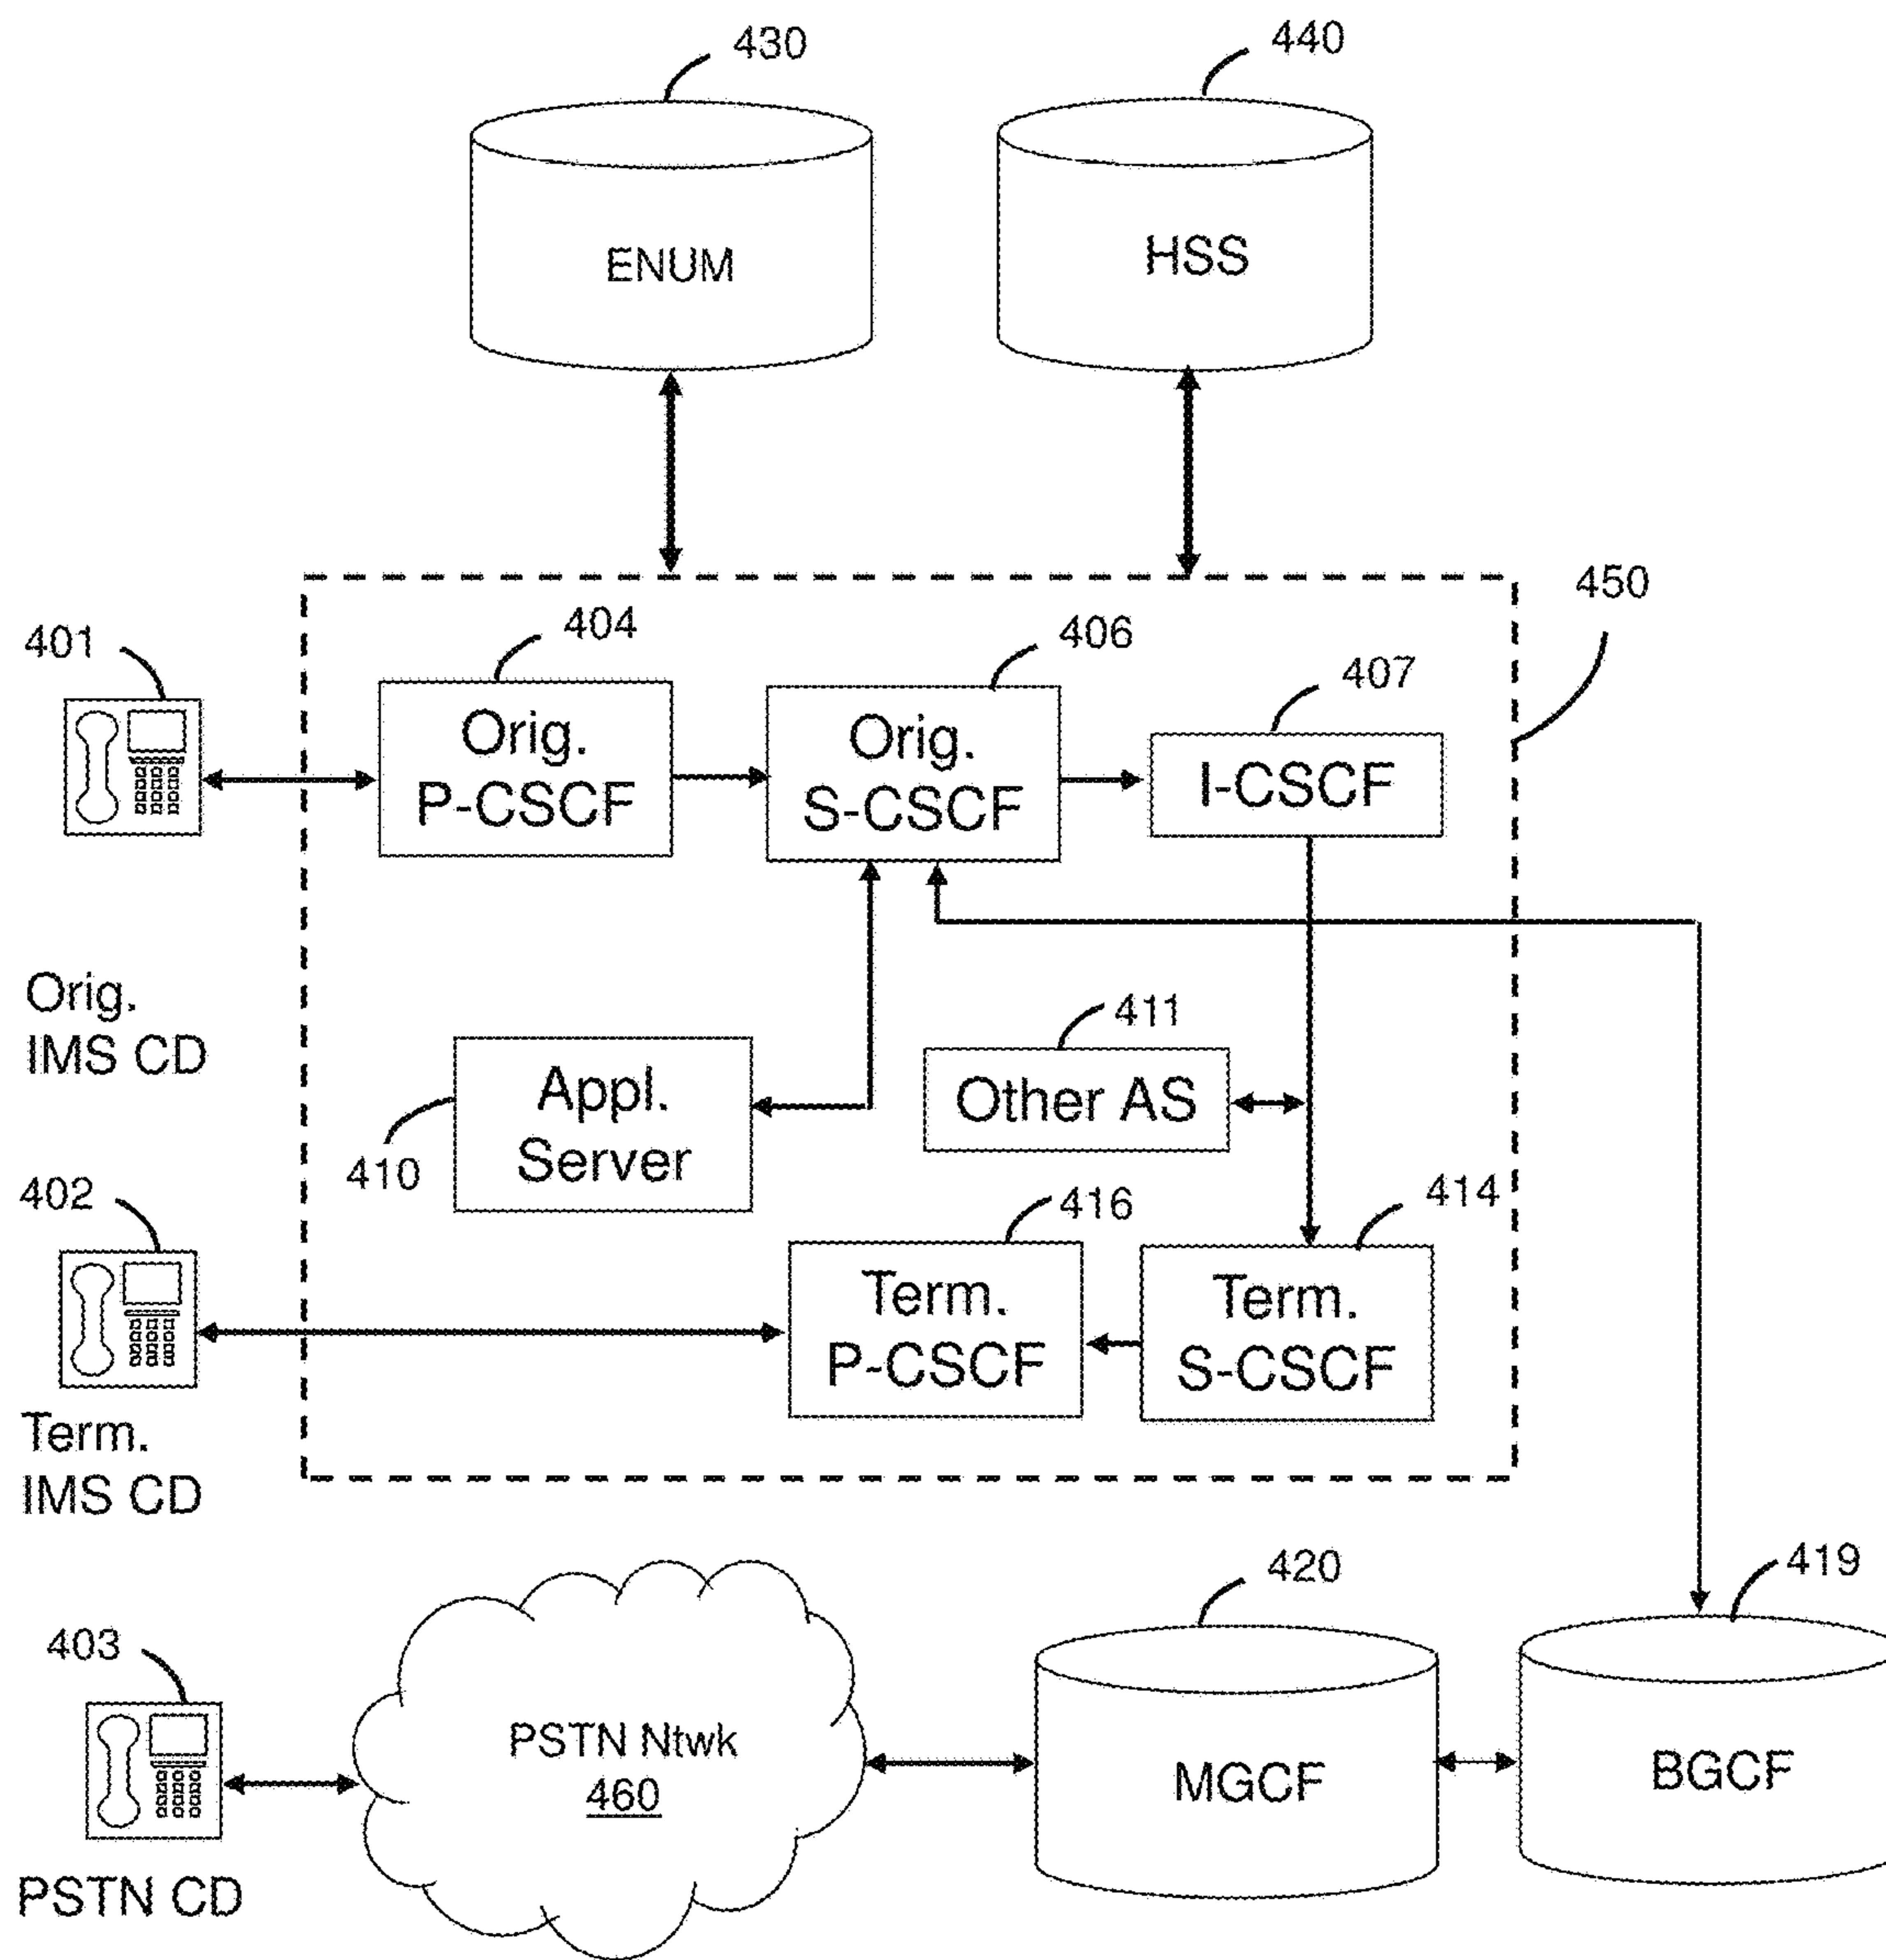 430
440
ENUM
HSS
450
401
404
406
407
Orig.
P-CSCF
Orig.
S-CSCF
I-CSCF
Orig.
IMS CD
411
Other AS
Appl.
Server
410
402
416
414
Term.
P-CSCF
Term.
S-CSCF
Term.
IMS CD
420
419
403
PSTN Ntwk
460
MGCF
BGCF
PSTN CD